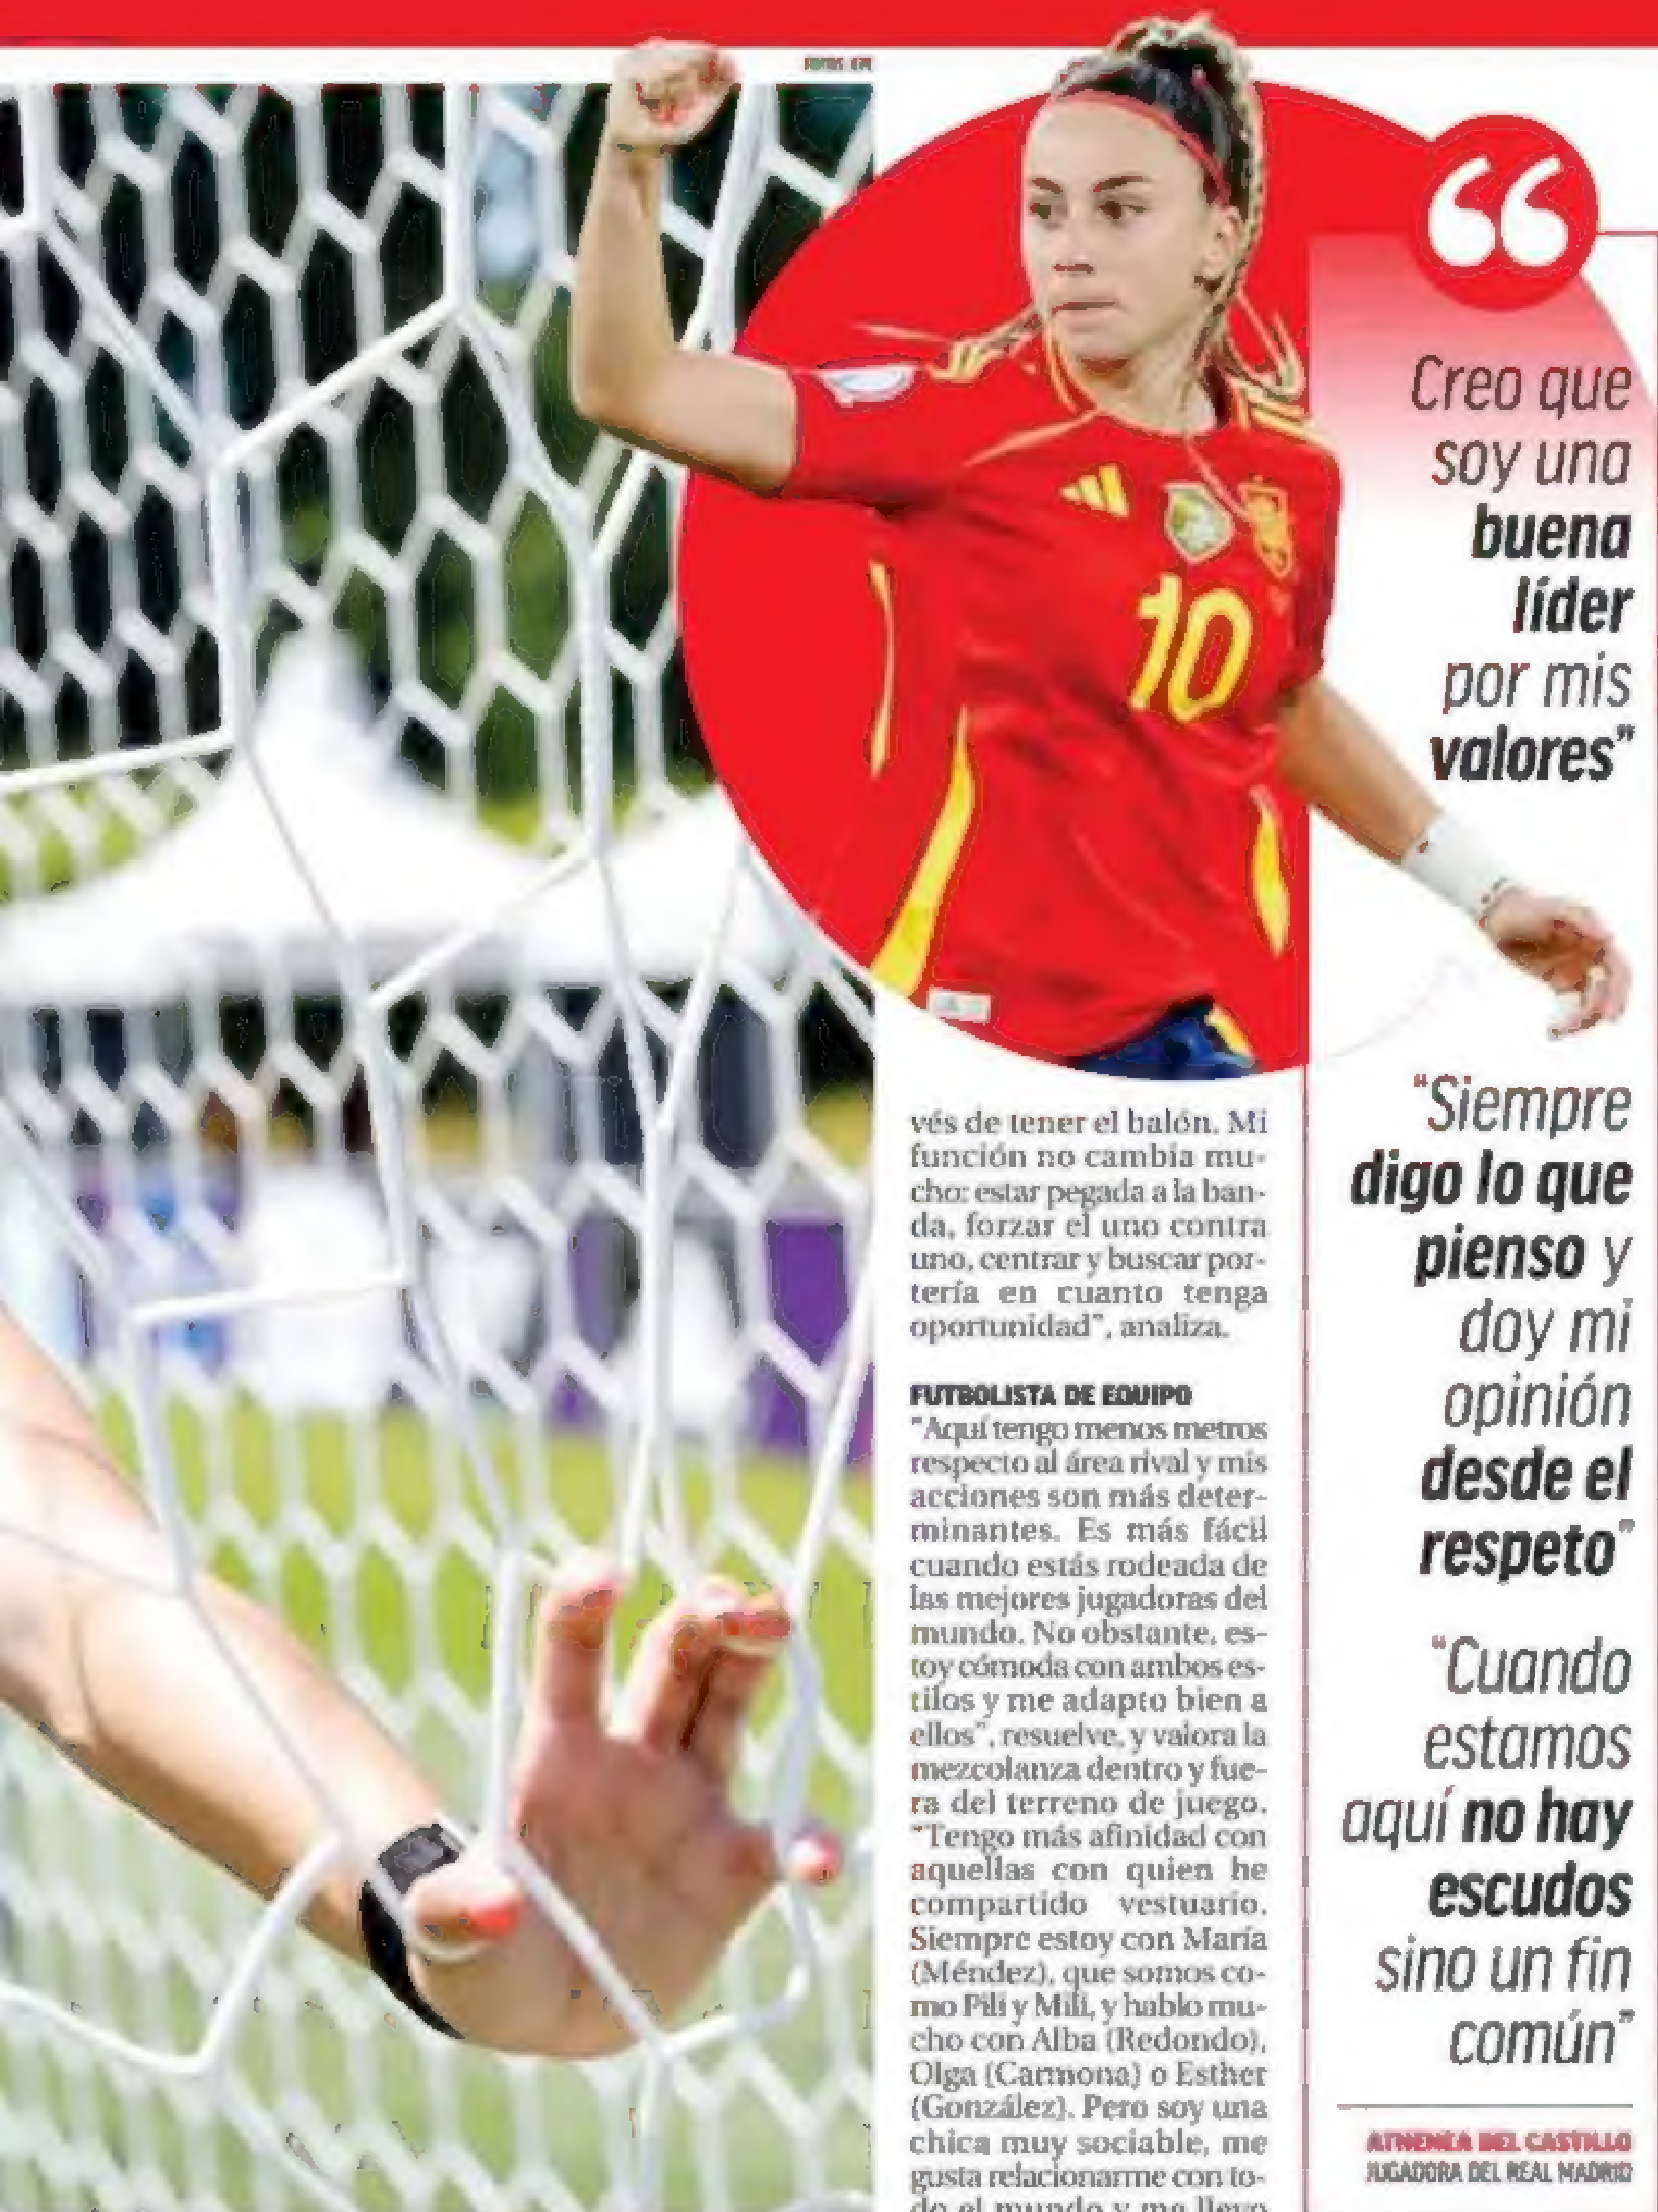 10
vés de tener el balón. Mi
función no cambia mu-
cho: estar pegada a la ban-
da, forzar el uno contra
uno, centrar y buscar por-
tería en cuanto tenga
oportunidad”, analiza.
FUTBOLISTA DE EQUIPO
“Aquí tengo menos metros
respecto al área rival y mis
acciones son más deter-
minantes. Es más fácil
cuando estás rodeada de
las mejores jugadoras del
mundo. No obstante, es-
toy cómoda con ambos es-
tilos y me adapto bien a
ellos”, resuelve, y valora la
mezcolanza dentro y fue-
ra del terreno de juego.
“Tengo más afinidad con
aquellas con quien he
compartido vestuario.
Siempre estoy con María
(Méndez), que somos co-
mo Pili y Mili, y hablo mu-
cho con Alba (Redondo),
Olga (Carmona) o Esther
(González). Pero soy una
chica muy sociable, me
gusta relacionarme con to-
do el mundo y me llevo
“
Creo que
soy una
buena
líder
por mis
valores”
“Siempre
digo lo que
pienso y
doy mi
opinión
desde el
respeto”
“Cuando
estamos
aquí no hay
escudos
sino un fin
común”
ATHENEA DEL CASTILLO
JUGADORA DEL REAL MADRID